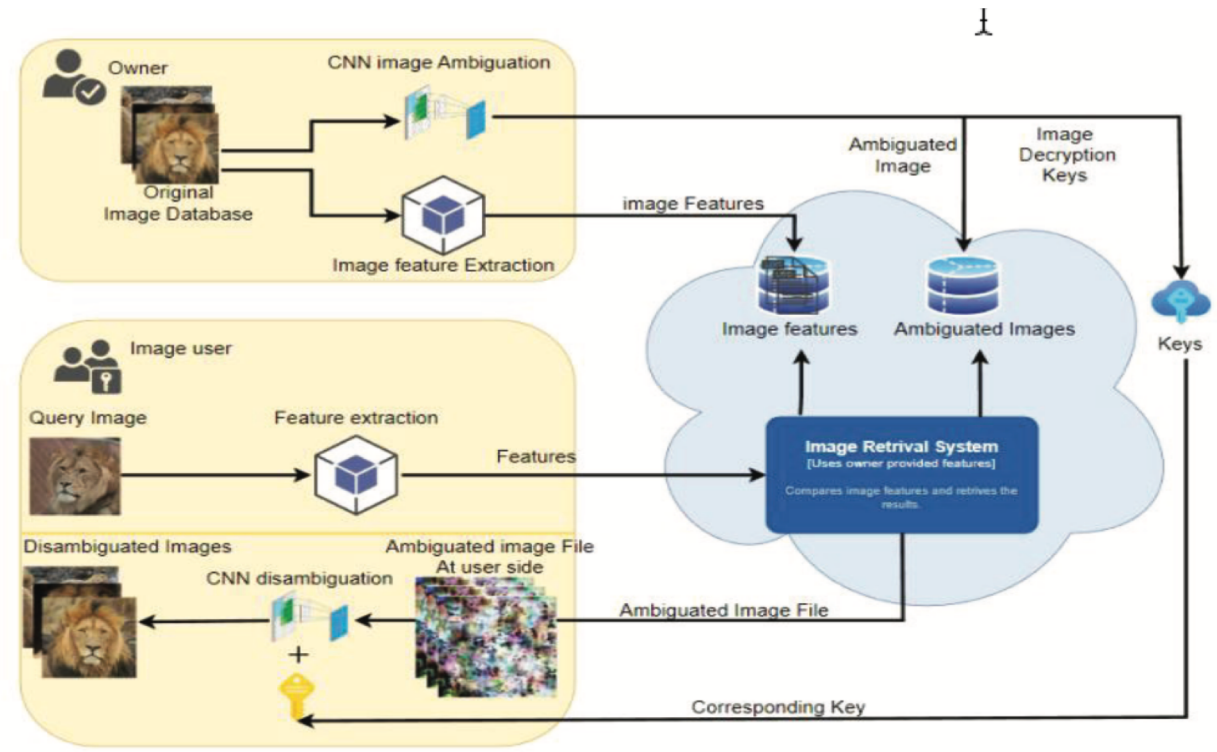 Owner
CNN image Ambiguation
Original
Image Database
Image feature Extraction
image Features
Ambiguated
Image
Image
Decryption
Keys
Image features
Ambiguated Images
Keys
Image user
Query Image
Feature extraction
Features
Image Retrival System
[Uses owner provided features]
Compares image features and retrives the
results.
Disambiguated Images
CNN disambiguation
Ambiguated image File
At user side
Ambiguated Image File
+
Corresponding Key